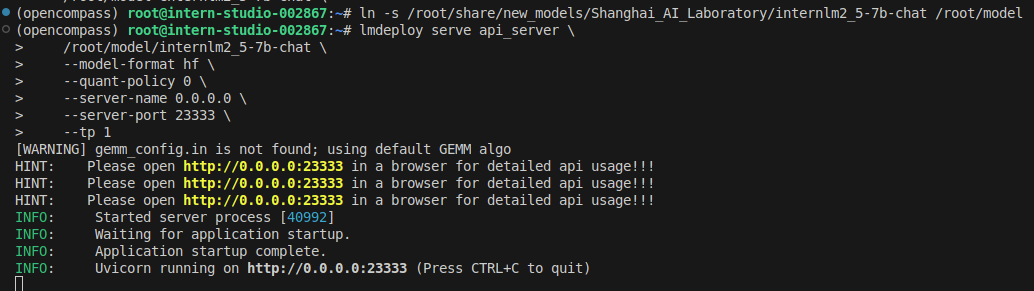 (opencompass) root@intern-studio-002867:~# ln -s /root/share/new_models/Shanghai_AI_Laboratory/internlm2_5-7b-chat /root/model
(opencompass) root@intern-studio-002867:~# lmdeploy serve api_server \
>     /root/model/internlm2_5-7b-chat \
>     --model-format hf \
>     --quant-policy 0 \
>     --server-name 0.0.0.0 \
>     --server-port 23333 \
>     --tp 1
[WARNING] gemm_config.in is not found; using default GEMM algo
HINT:    Please open http://0.0.0.0:23333 in a browser for detailed api usage!!!
HINT:    Please open http://0.0.0.0:23333 in a browser for detailed api usage!!!
HINT:    Please open http://0.0.0.0:23333 in a browser for detailed api usage!!!
INFO:     Started server process [40992]
INFO:     Waiting for application startup.
INFO:     Application startup complete.
INFO:     Uvicorn running on http://0.0.0.0:23333 (Press CTRL+C to quit)